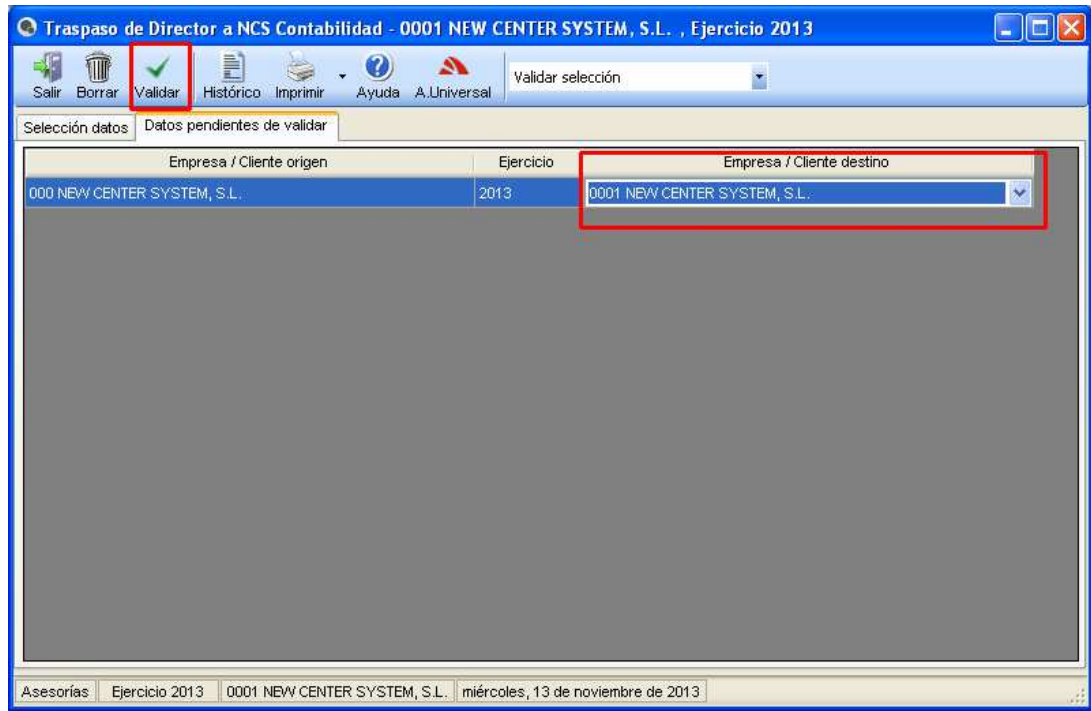 Traspaso de Director a NCS Contabilidad - 0001 NEW CENTER SYSTEM, S.L. , Ejercicio 2013
Salir Borrar Validar Histórico Imprimir Ayuda A.Universal Validar selección
Selección datos Datos pendientes de validar
Empresa / Cliente origen Ejercicio Empresa / Cliente destino
000 NEW CENTER SYSTEM, S.L. 2013 0001 NEW CENTER SYSTEM, S.L.
Asesorías Ejercicio 2013 0001 NEW CENTER SYSTEM, S.L. miércoles, 13 de noviembre de 2013